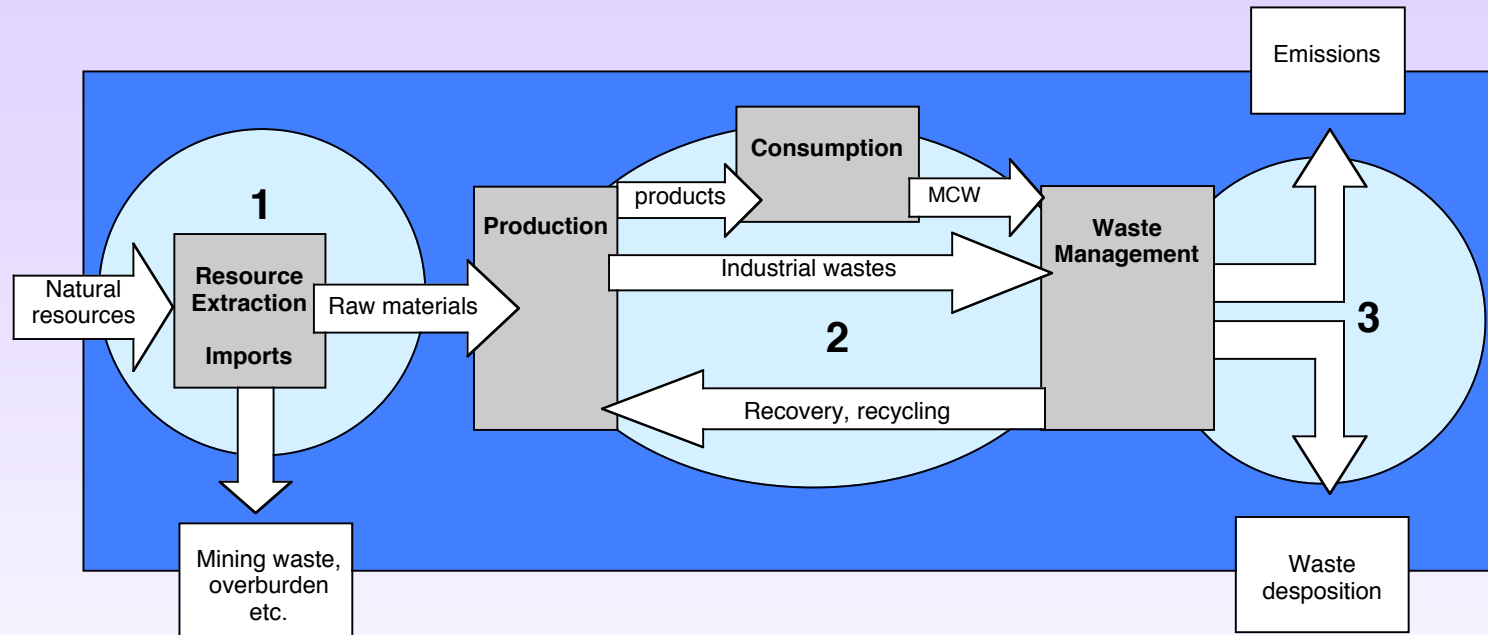 Emissions
Consumption
1
products
MCW
Production
Waste
Management
Resource
Extraction
Imports
Natural
resources
Raw materials
Industrial wastes
2
3
Recovery, recycling
Mining waste,
overburden
etc.
Waste
desposition